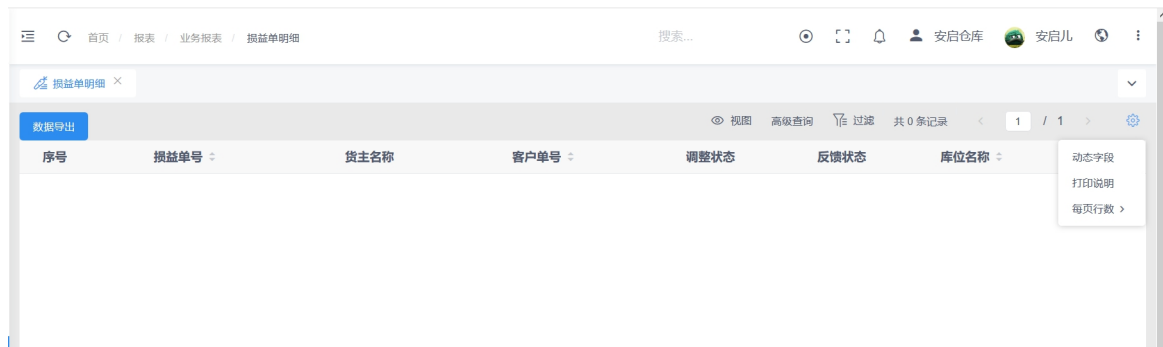 首页 / 报表 / 业务报表 / 损益单明细 搜索... 安启仓库 安启儿
损益单明细
数据导出 视图 高级查询 过滤 共 0 条记录 1 / 1
序号 损益单号 货主名称 客户单号 调整状态 反馈状态 库位名称
动态字段
打印说明
每页行数